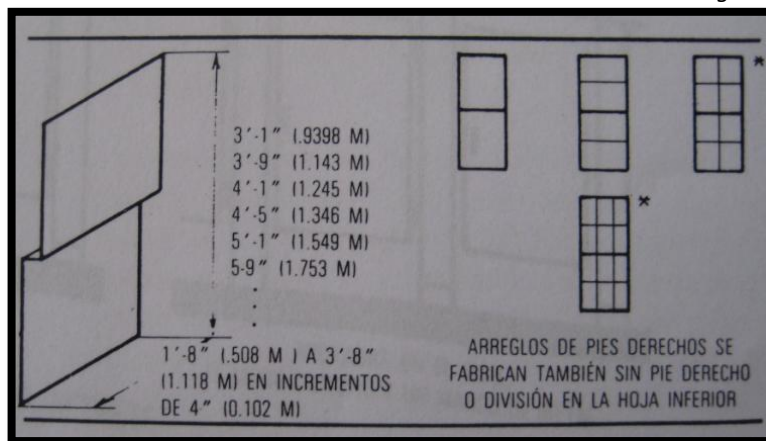 3'-1" (.9398 M)
3'-9" (1.143 M)
4'-1" (1.245 M)
4'-5" (1.346 M)
5'-1" (1.549 M)
5-9" (1.753 M)
1'-8" (.508 M ) A 3'-8"
(1.118 M) EN INCREMENTOS
DE 4" (0.102 M)
*
*
ARREGLOS DE PIES DERECHOS SE
FABRICAN TAMBIÉN SIN PIE DERECHO
O DIVISIÓN EN LA HOJA INFERIOR